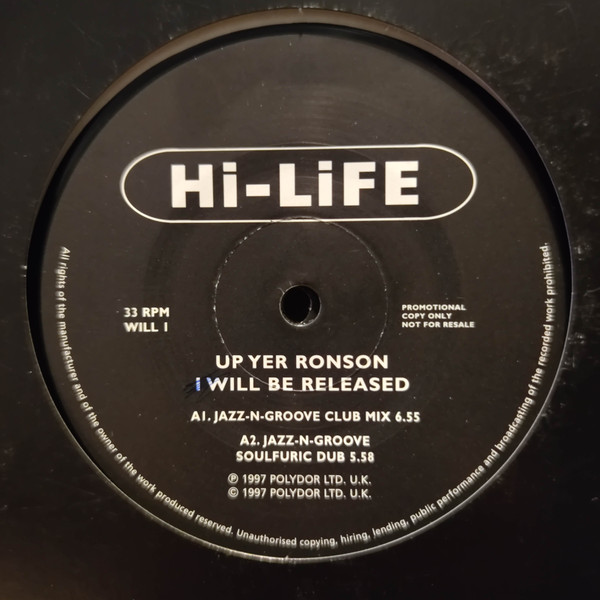 Hi-LiFE
33 RPM
WILL 1
PROMOTIONAL
COPY ONLY
NOT FOR RESALE
UP YER RONSON
I WILL BE RELEASED
A1. JAZZ-N-GROOVE CLUB MIX 6.55
A2. JAZZ-N-GROOVE
SOULFURIC DUB 5.58
℗ 1997 POLYDOR LTD. U.K.
© 1997 POLYDOR LTD. U.K.
All rights of the manufacturer and of the owner of the work produced reserved. Unauthorised copying, hiring, lending, public performance and broadcasting of the recorded work prohibited.